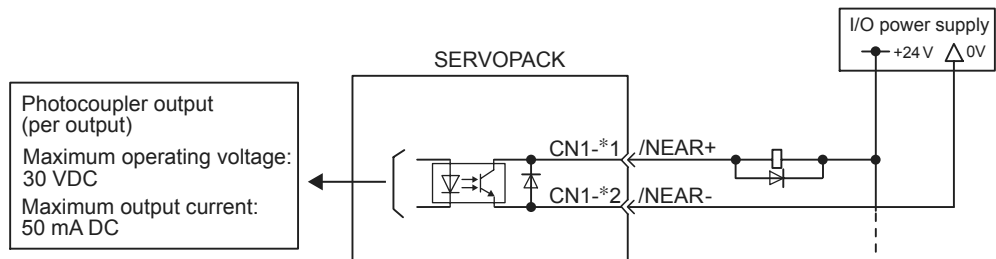 I/O power supply
+24 V
0V
SERVOPACK
Photocoupler output
(per output)
Maximum operating voltage:
30 VDC
Maximum output current:
50 mA DC
CN1-*1
/NEAR+
CN1-*2
/NEAR-